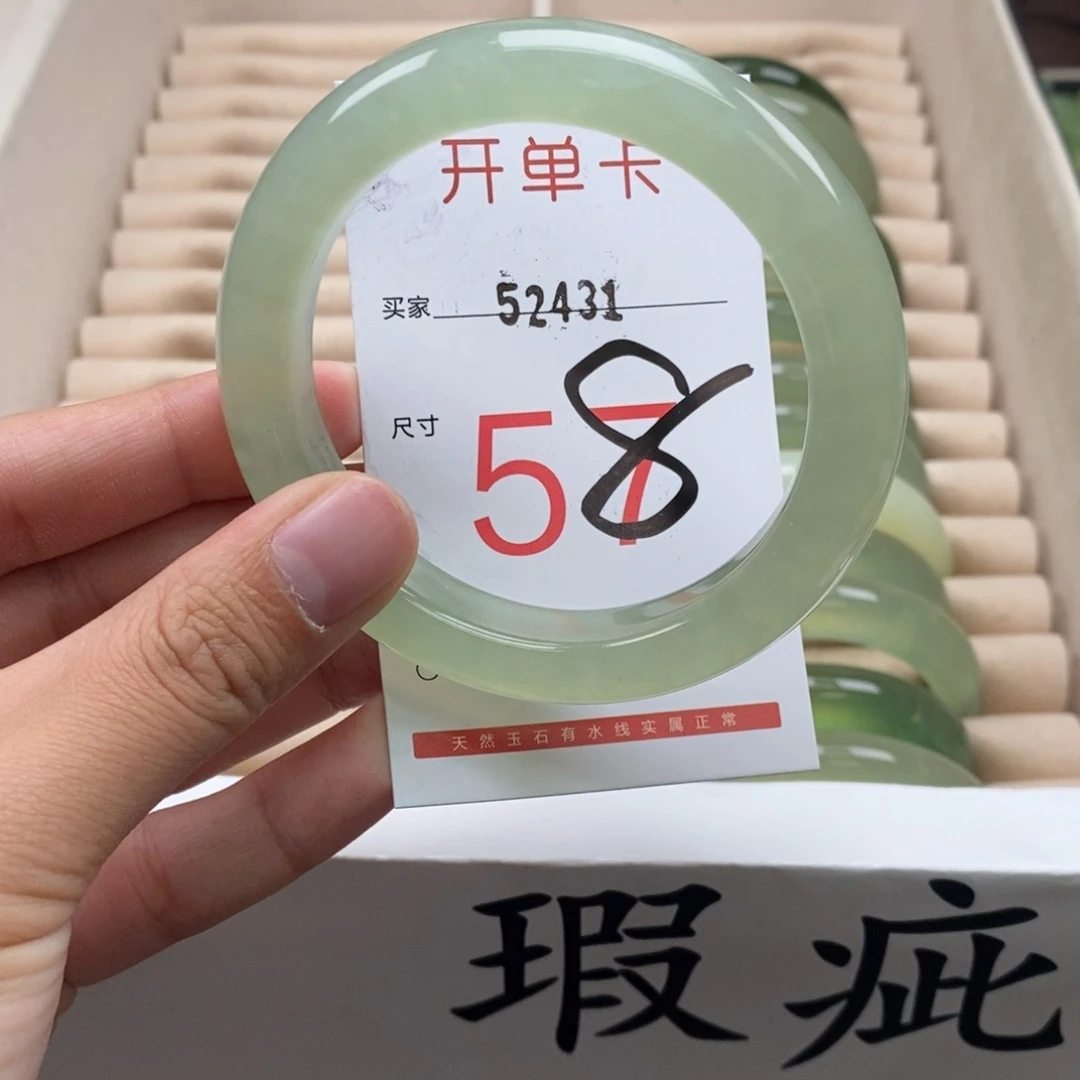 开单卡
买家 52431
尺寸 57
8
天然玉石有水线实属正常
瑕疵